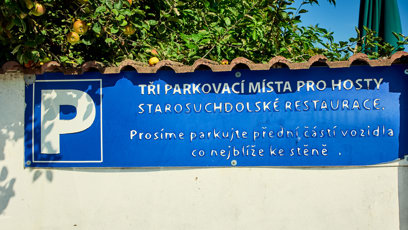 P
TŘI PARKOVACÍ MÍSTA PRO HOSTY
STAROSUCHDOLSKÉ RESTAURACE.
Prosíme parkujte přední částí vozidla
co nejblíže ke stěně .